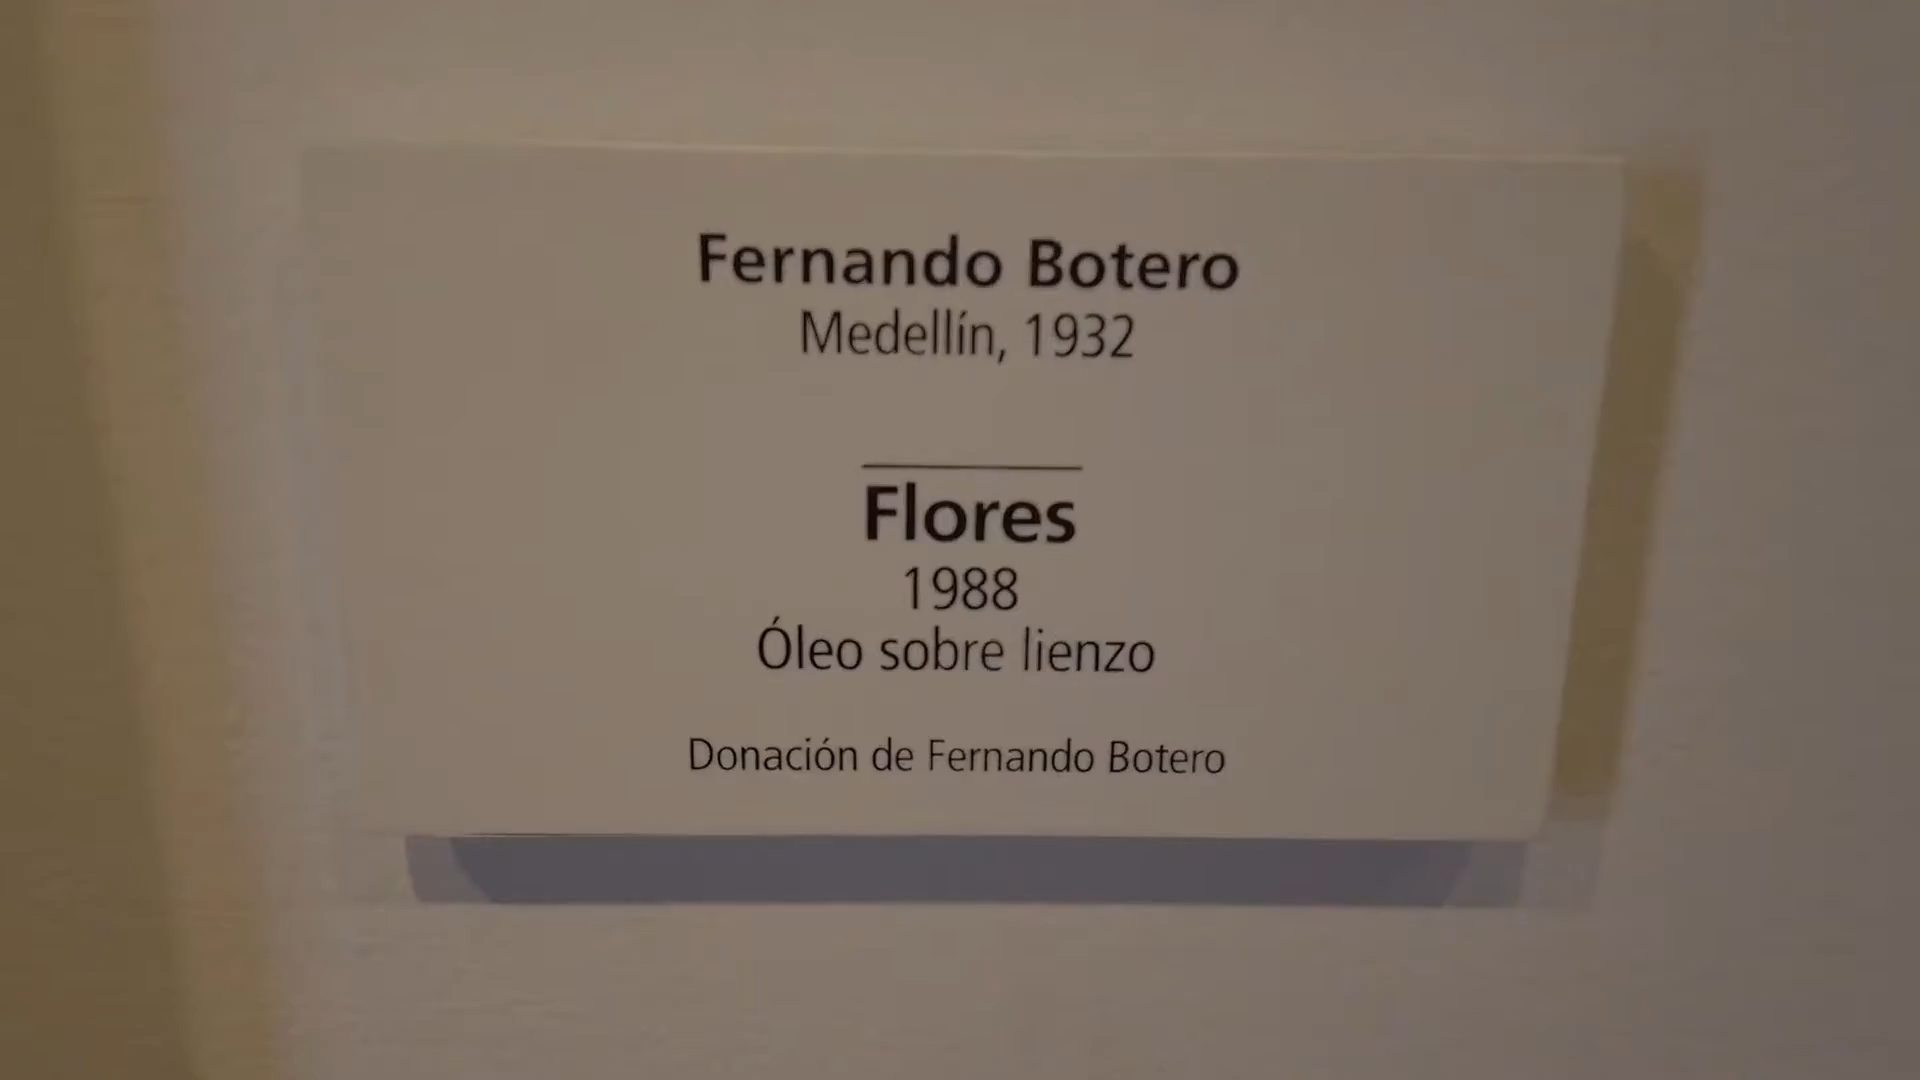 Fernando Botero
Medellín, 1932
Flores
1988
Óleo sobre lienzo
Donación de Fernando Botero